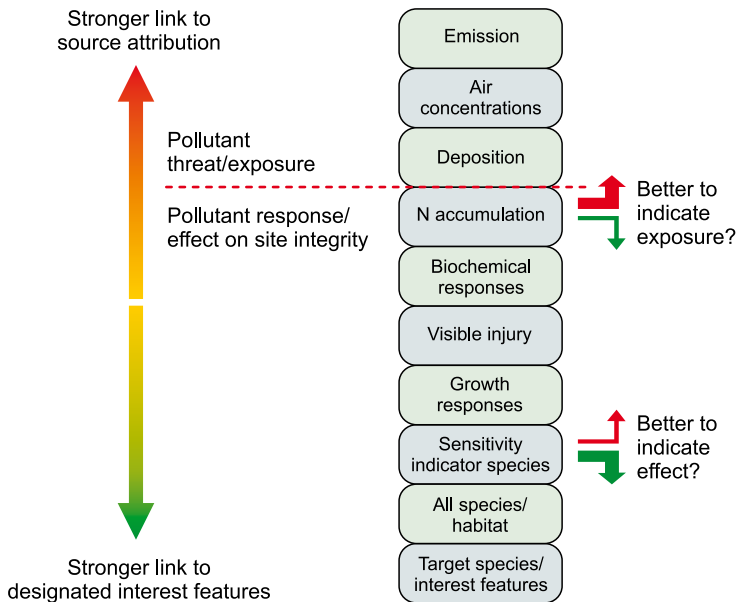 Stronger link to
source attribution
Pollutant
threat/exposure
Pollutant response/
effect on site integrity
Stronger link to
designated interest features
Emission
Air
concentrations
Deposition
N accumulation
Biochemical
responses
Visible injury
Growth
responses
Sensitivity
indicator species
All species/
habitat
Target species/
interest features
Better to
indicate
exposure?
Better to
indicate
effect?